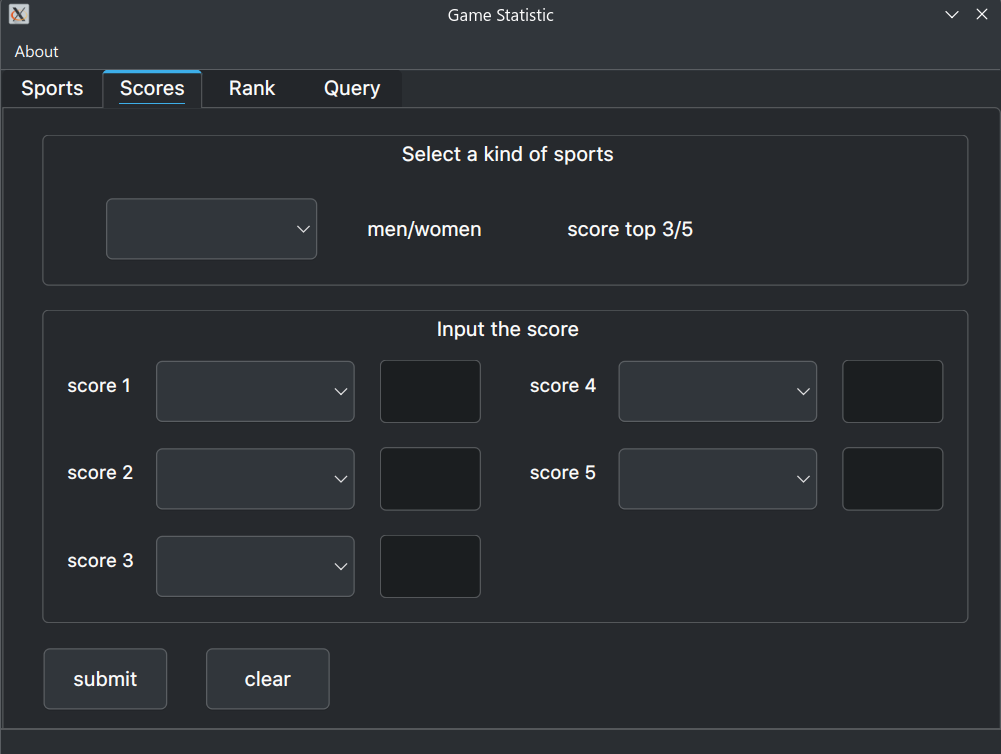 Game Statistic
About
Sports Scores Rank Query
Select a kind of sports
men/women score top 3/5
Input the score
score 1 score 4
score 2 score 5
score 3
submit clear